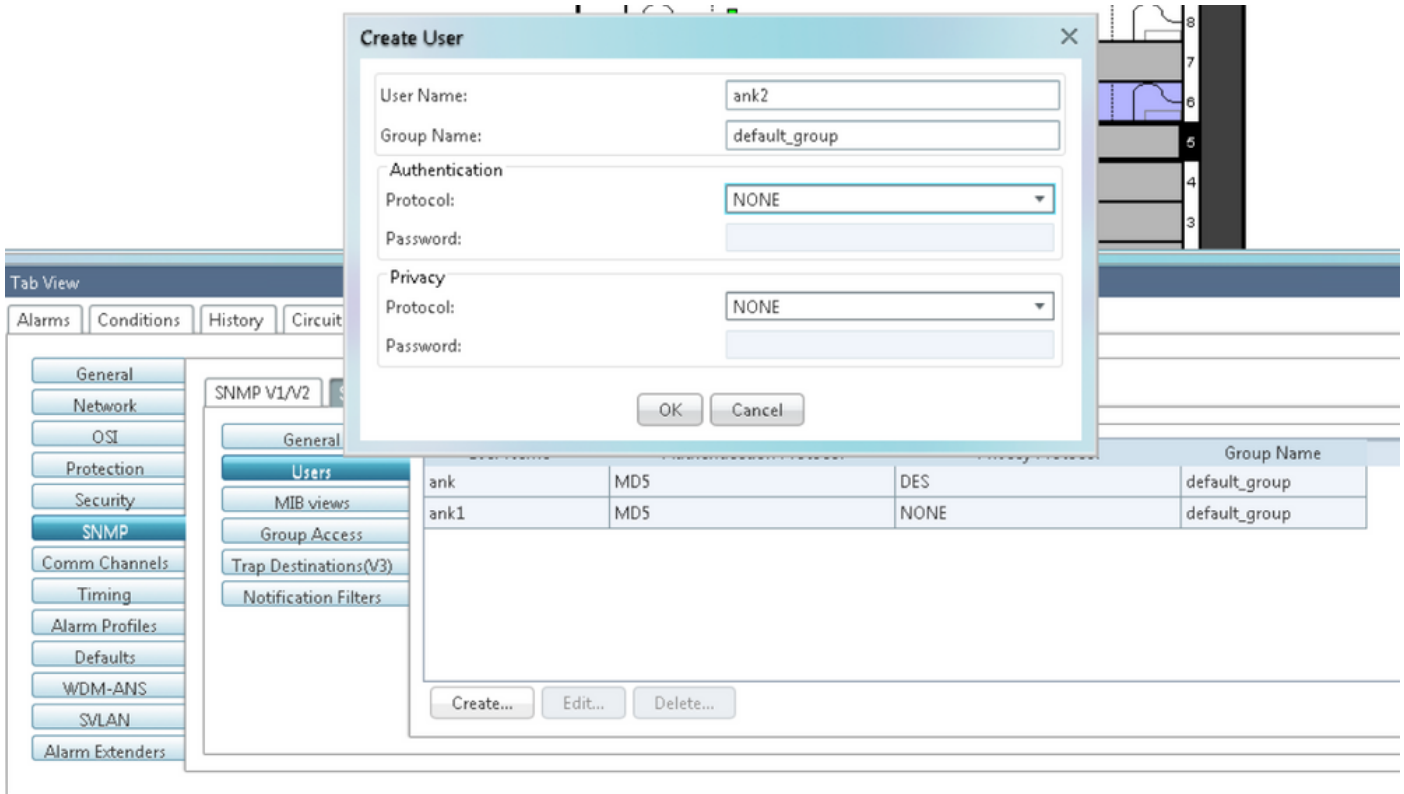 Create User
User Name: ank2
Group Name: default_group
Authentication
Protocol: NONE
Password:
Privacy
Protocol: NONE
Password:
OK Cancel
8
7
6
5
4
3
Tab View
Alarms Conditions History Circuit
General
Network
OSI
Protection
Security
SNMP
Comm Channels
Timing
Alarm Profiles
Defaults
WDM-ANS
SVLAN
Alarm Extenders
SNMP V1/V2
General
Users
MIB views
Group Access
Trap Destinations(V3)
Notification Filters
Group Name
ank MD5 DES default_group
ank1 MD5 NONE default_group
Create... Edit... Delete...